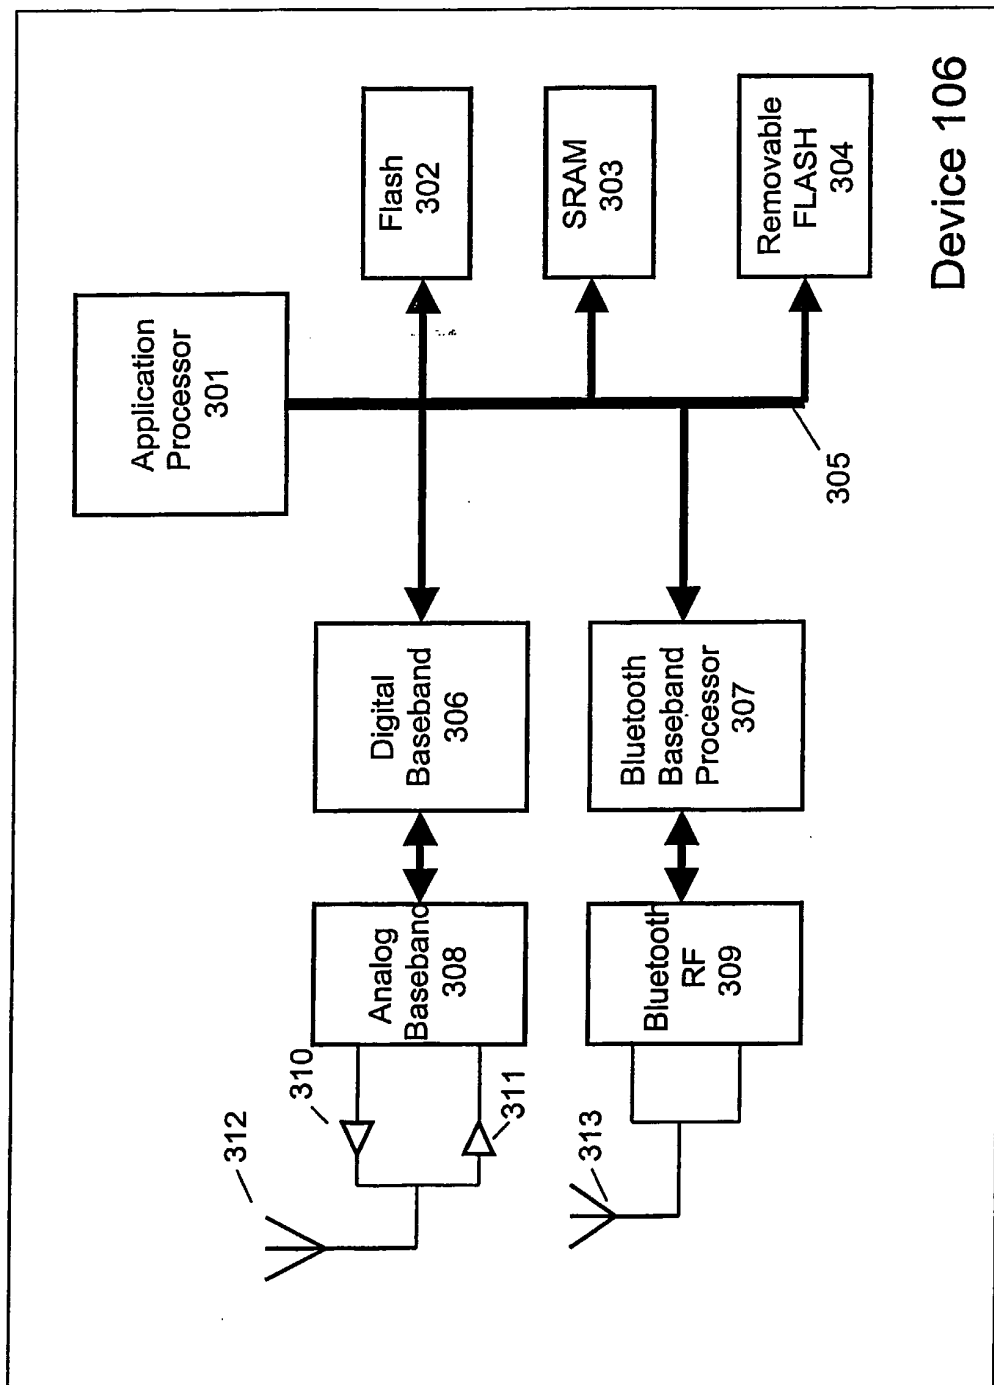 Application
Processor
301
Flash
302
SRAM
303
Removable
FLASH
304
305
Digital
Baseband
306
Bluetooth
Baseband
Processor
307
Analog
Baseband
308
Bluetooth
RF
309
310
311
312
313
Device 106